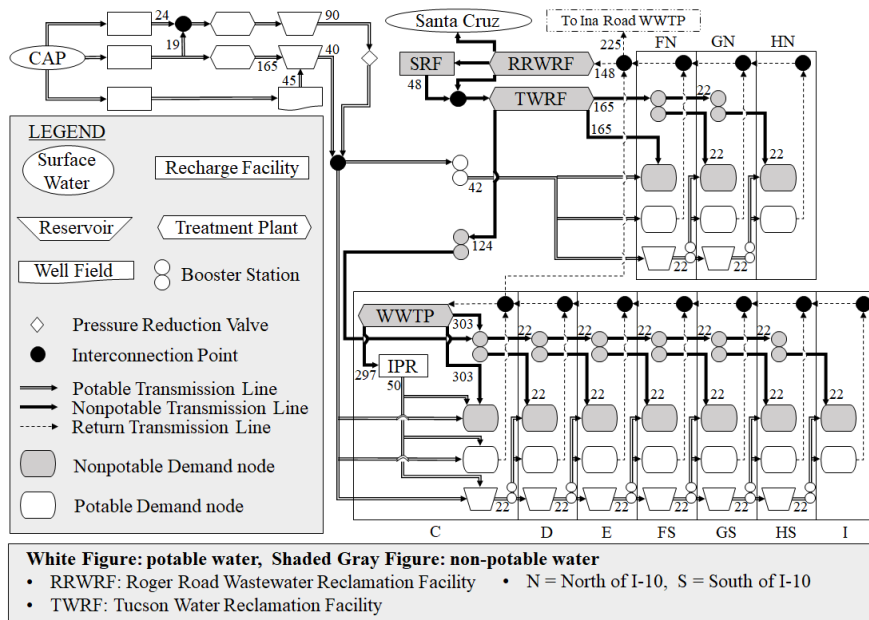 24
90
Santa Cruz
To Ina Road WWTP
225
FN
GN
HN
19
40
CAP
165
SRF
RRWRF
148
45
48
TWRF
165
22
165
LEGEND
Surface
Water
Recharge Facility
22
22
42
Reservoir
Treatment Plant
124
Well Field
Booster Station
22
22
Pressure Reduction Valve
WWTP
303
Interconnection Point
22
22
22
22
22
IPR
297
303
50
Potable Transmission Line
Nonpotable Transmission Line
22
22
22
22
22
22
Return Transmission Line
Nonpotable Demand node
Potable Demand node
22
22
22
22
22
22
C
D
E
FS
GS
HS
I
White Figure: potable water, Shaded Gray Figure: non-potable water
• RRWRF: Roger Road Wastewater Reclamation Facility • N = North of I-10, S = South of I-10
• TWRF: Tucson Water Reclamation Facility